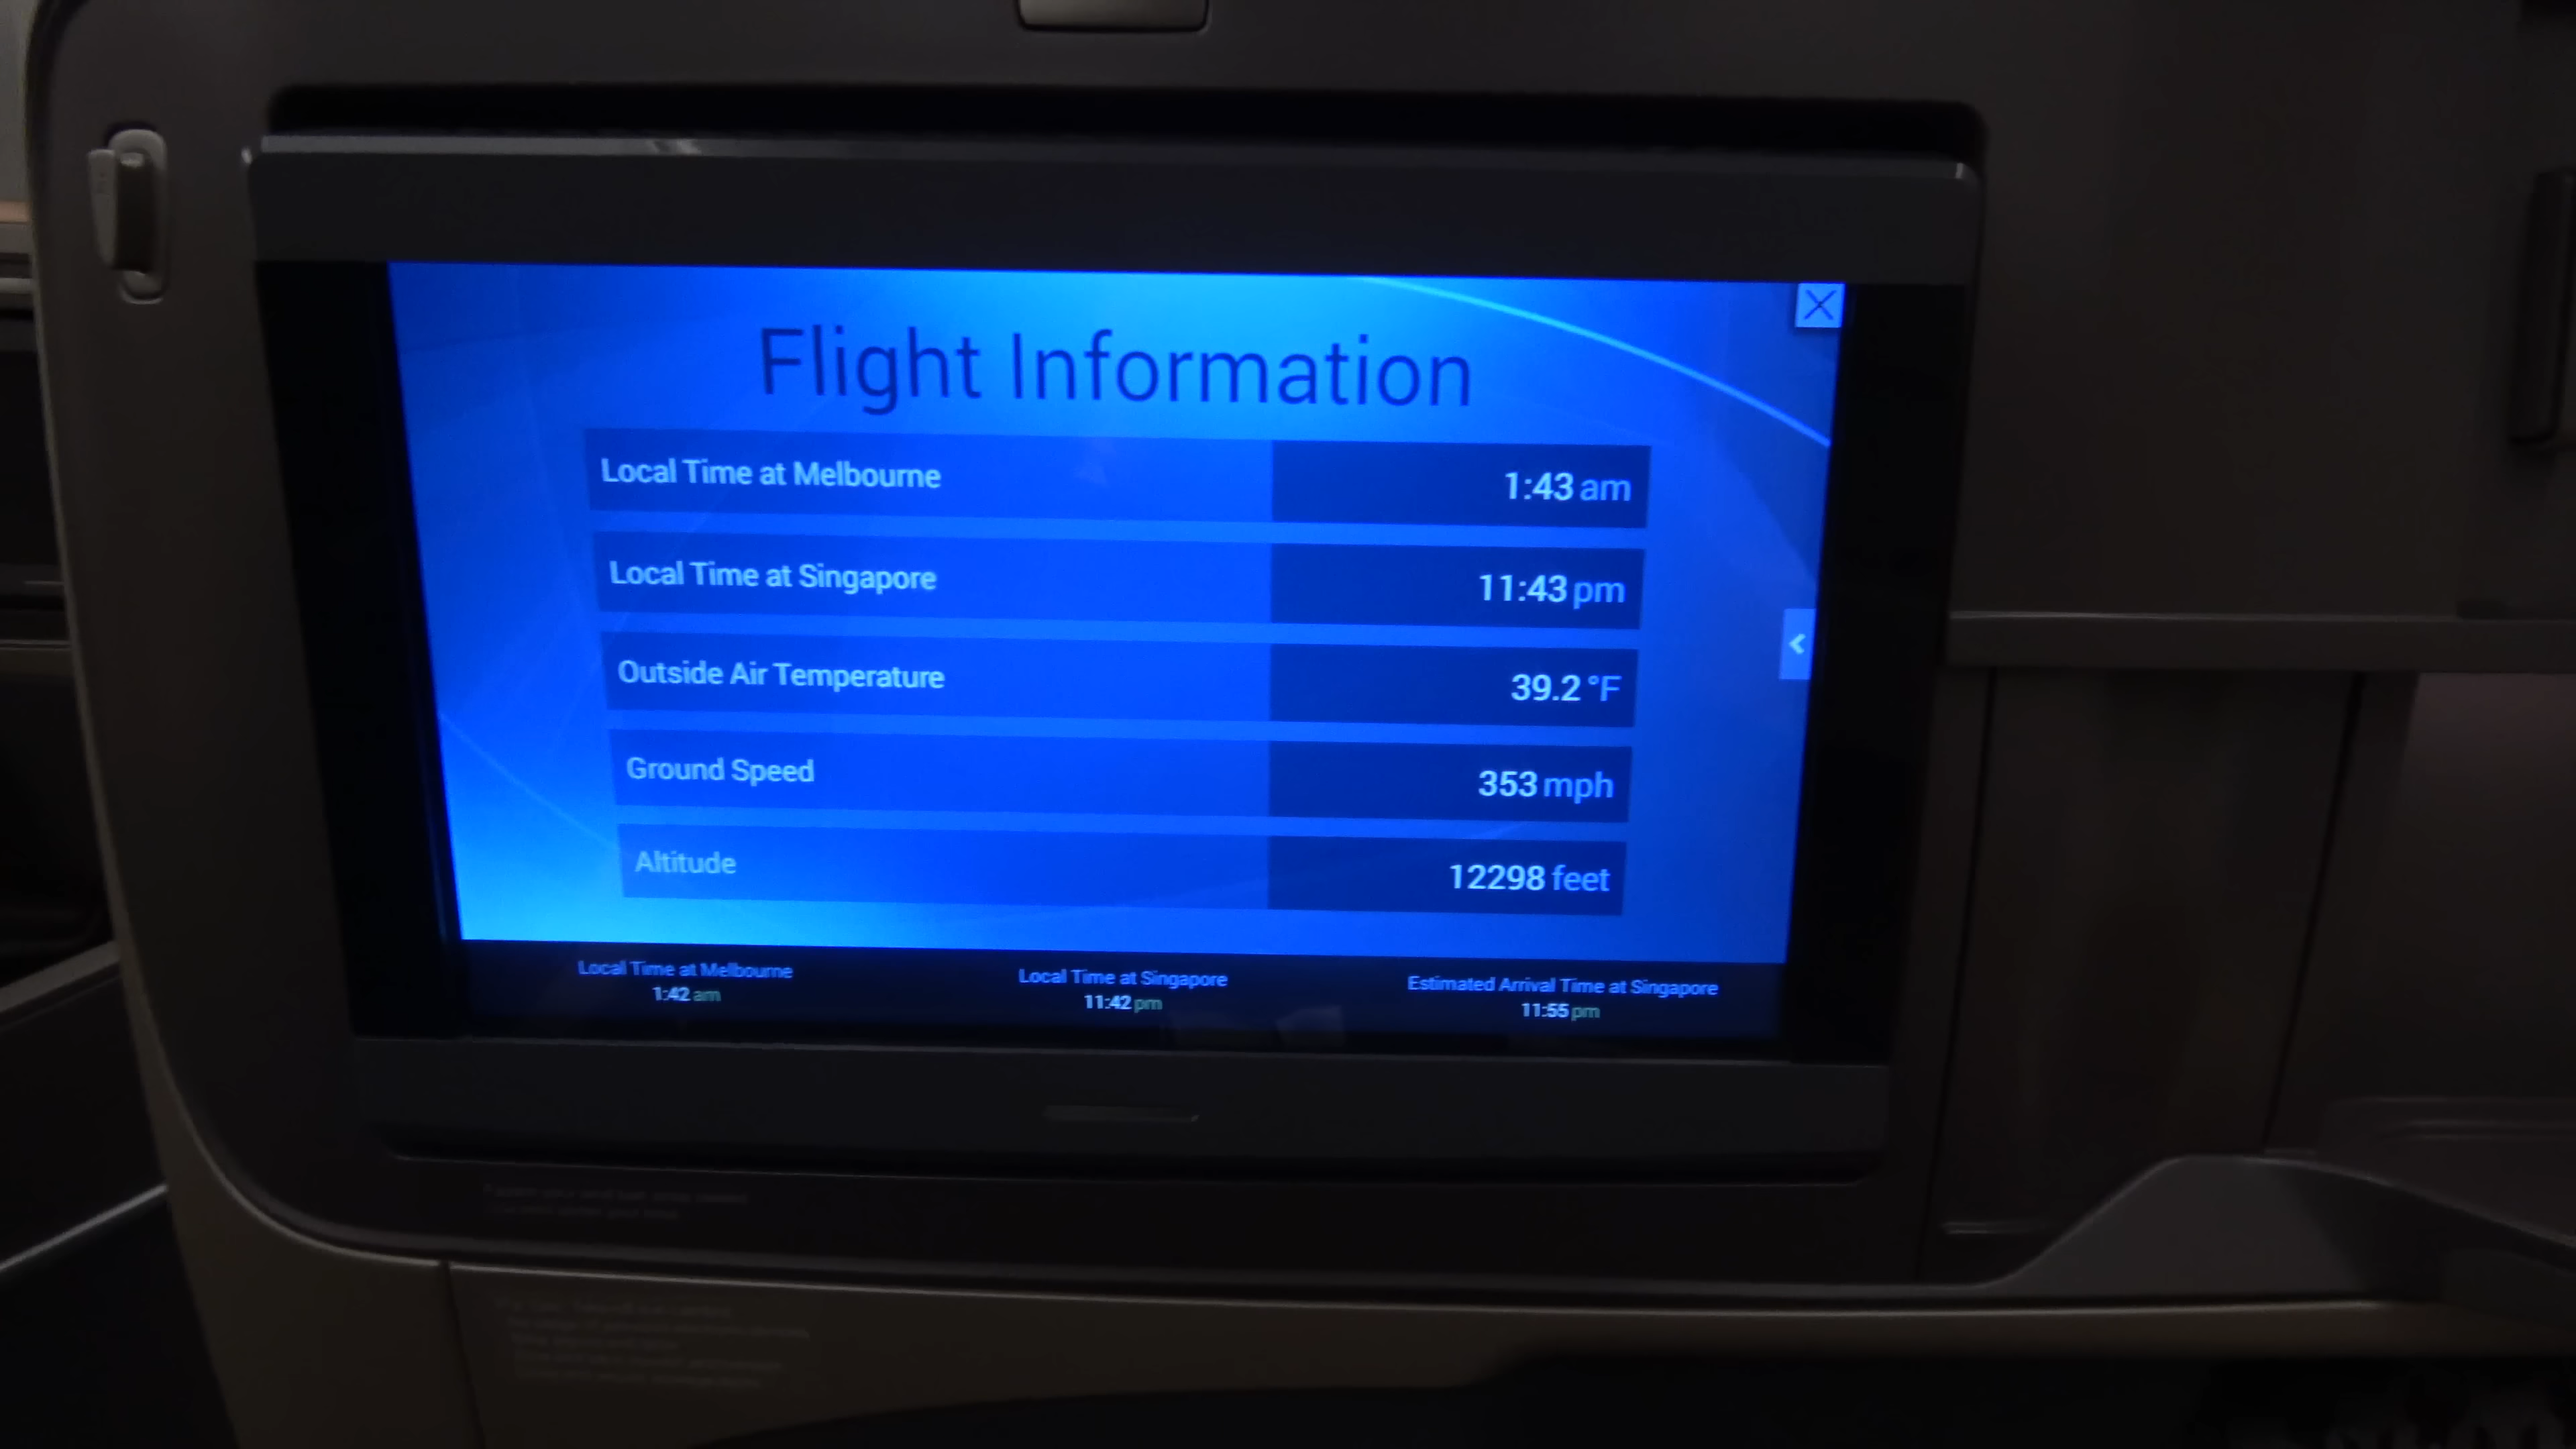 Flight Information
Local Time at Melbourne 1:43 am
Local Time at Singapore 11:43 pm
Outside Air Temperature 39.2 °F
Ground Speed 353 mph
Altitude 12298 feet
Local Time at Melbourne
1:42 am
Local Time at Singapore
11:42 pm
Estimated Arrival Time at Singapore
11:55 pm